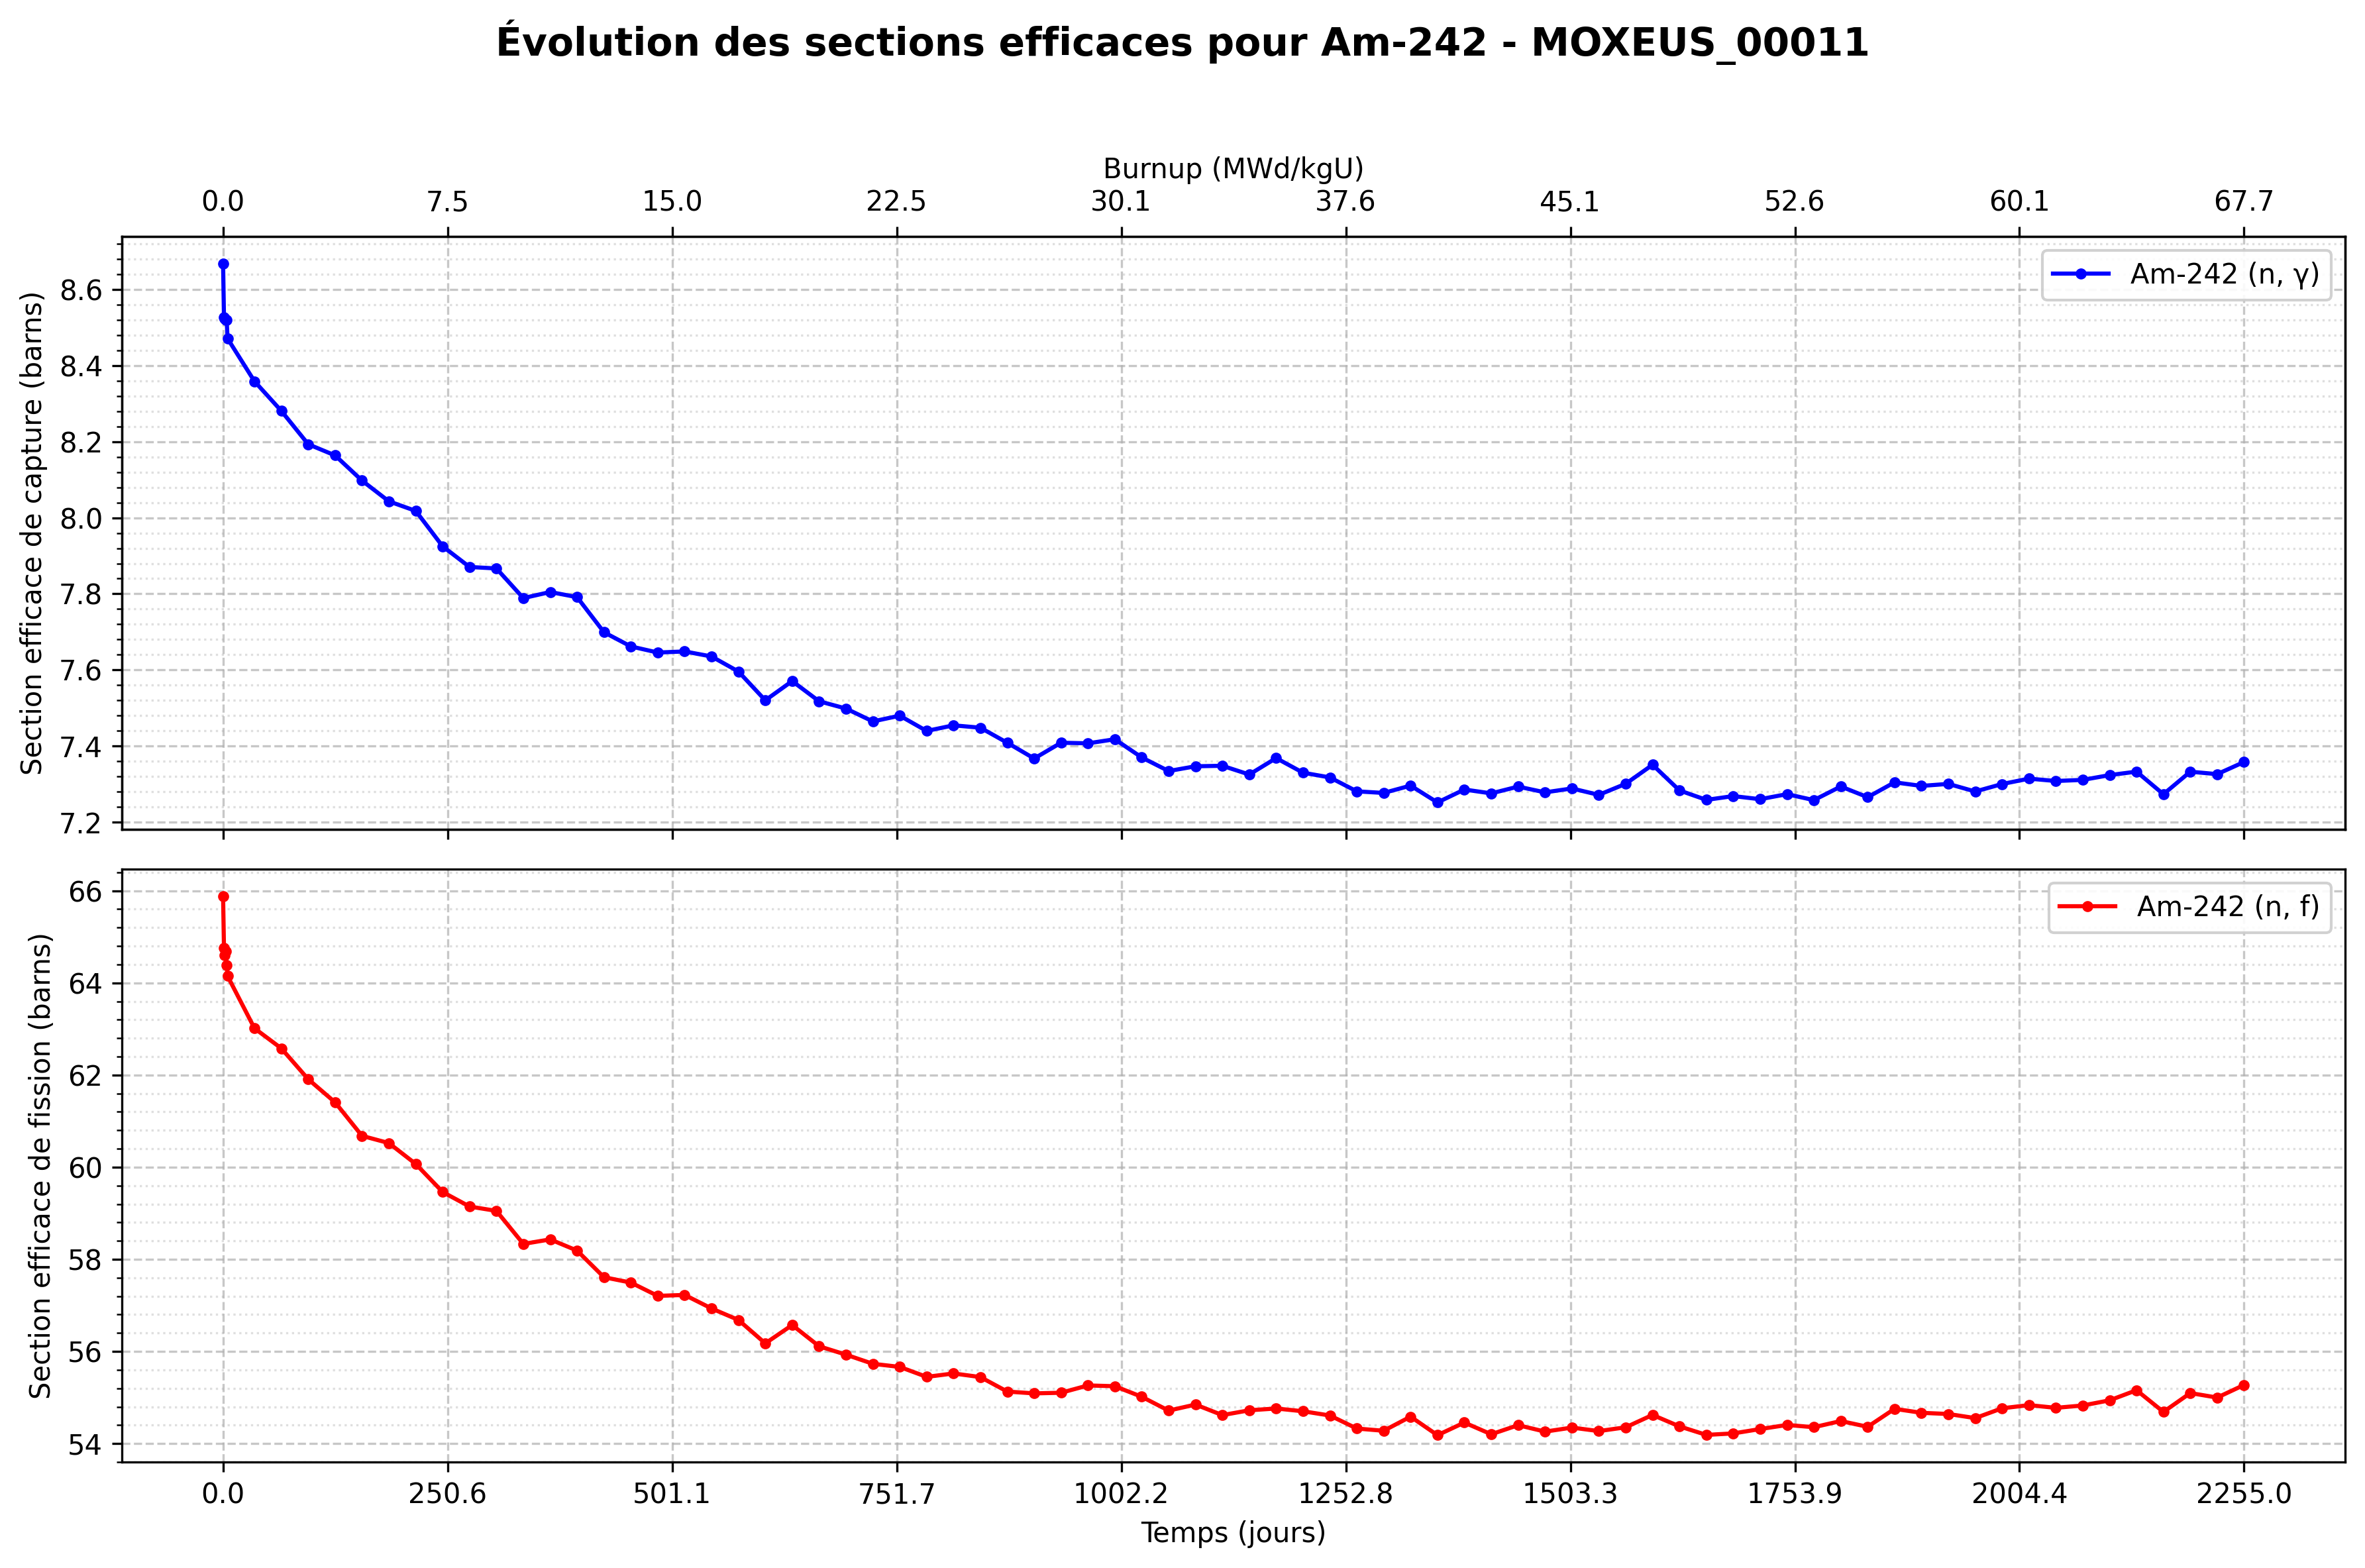 Évolution des sections efficaces pour Am-242 - MOXEUS_00011
Burnup (MWd/kgU)
0.0 7.5 15.0 22.5 30.1 37.6 45.1 52.6 60.1 67.7
Section efficace de capture (barns)
8.6
8.4
8.2
8.0
7.8
7.6
7.4
7.2
Am-242 (n, γ)
Section efficace de fission (barns)
66
64
62
60
58
56
54
Am-242 (n, f)
0.0 250.6 501.1 751.7 1002.2 1252.8 1503.3 1753.9 2004.4 2255.0
Temps (jours)